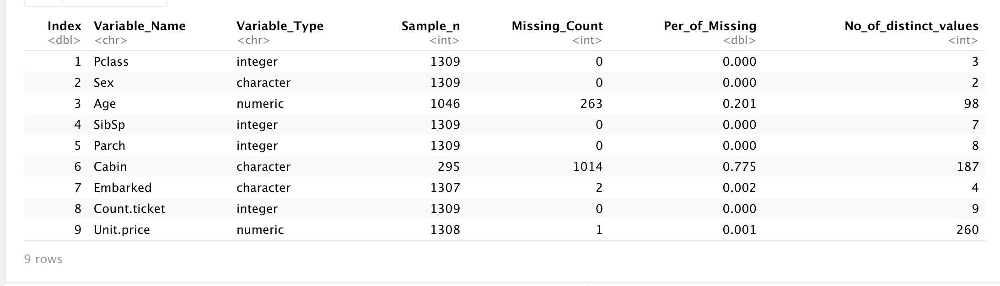 Index Variable_Name Variable_Type Sample_n Missing_Count Per_of_Missing No_of_distinct_values
<dbl> <chr> <chr> <int> <int> <dbl> <int>
1 Pclass integer 1309 0 0.000 3
2 Sex character 1309 0 0.000 2
3 Age numeric 1046 263 0.201 98
4 SibSp integer 1309 0 0.000 7
5 Parch integer 1309 0 0.000 8
6 Cabin character 295 1014 0.775 187
7 Embarked character 1307 2 0.002 4
8 Count.ticket integer 1309 0 0.000 9
9 Unit.price numeric 1308 1 0.001 260
9 rows